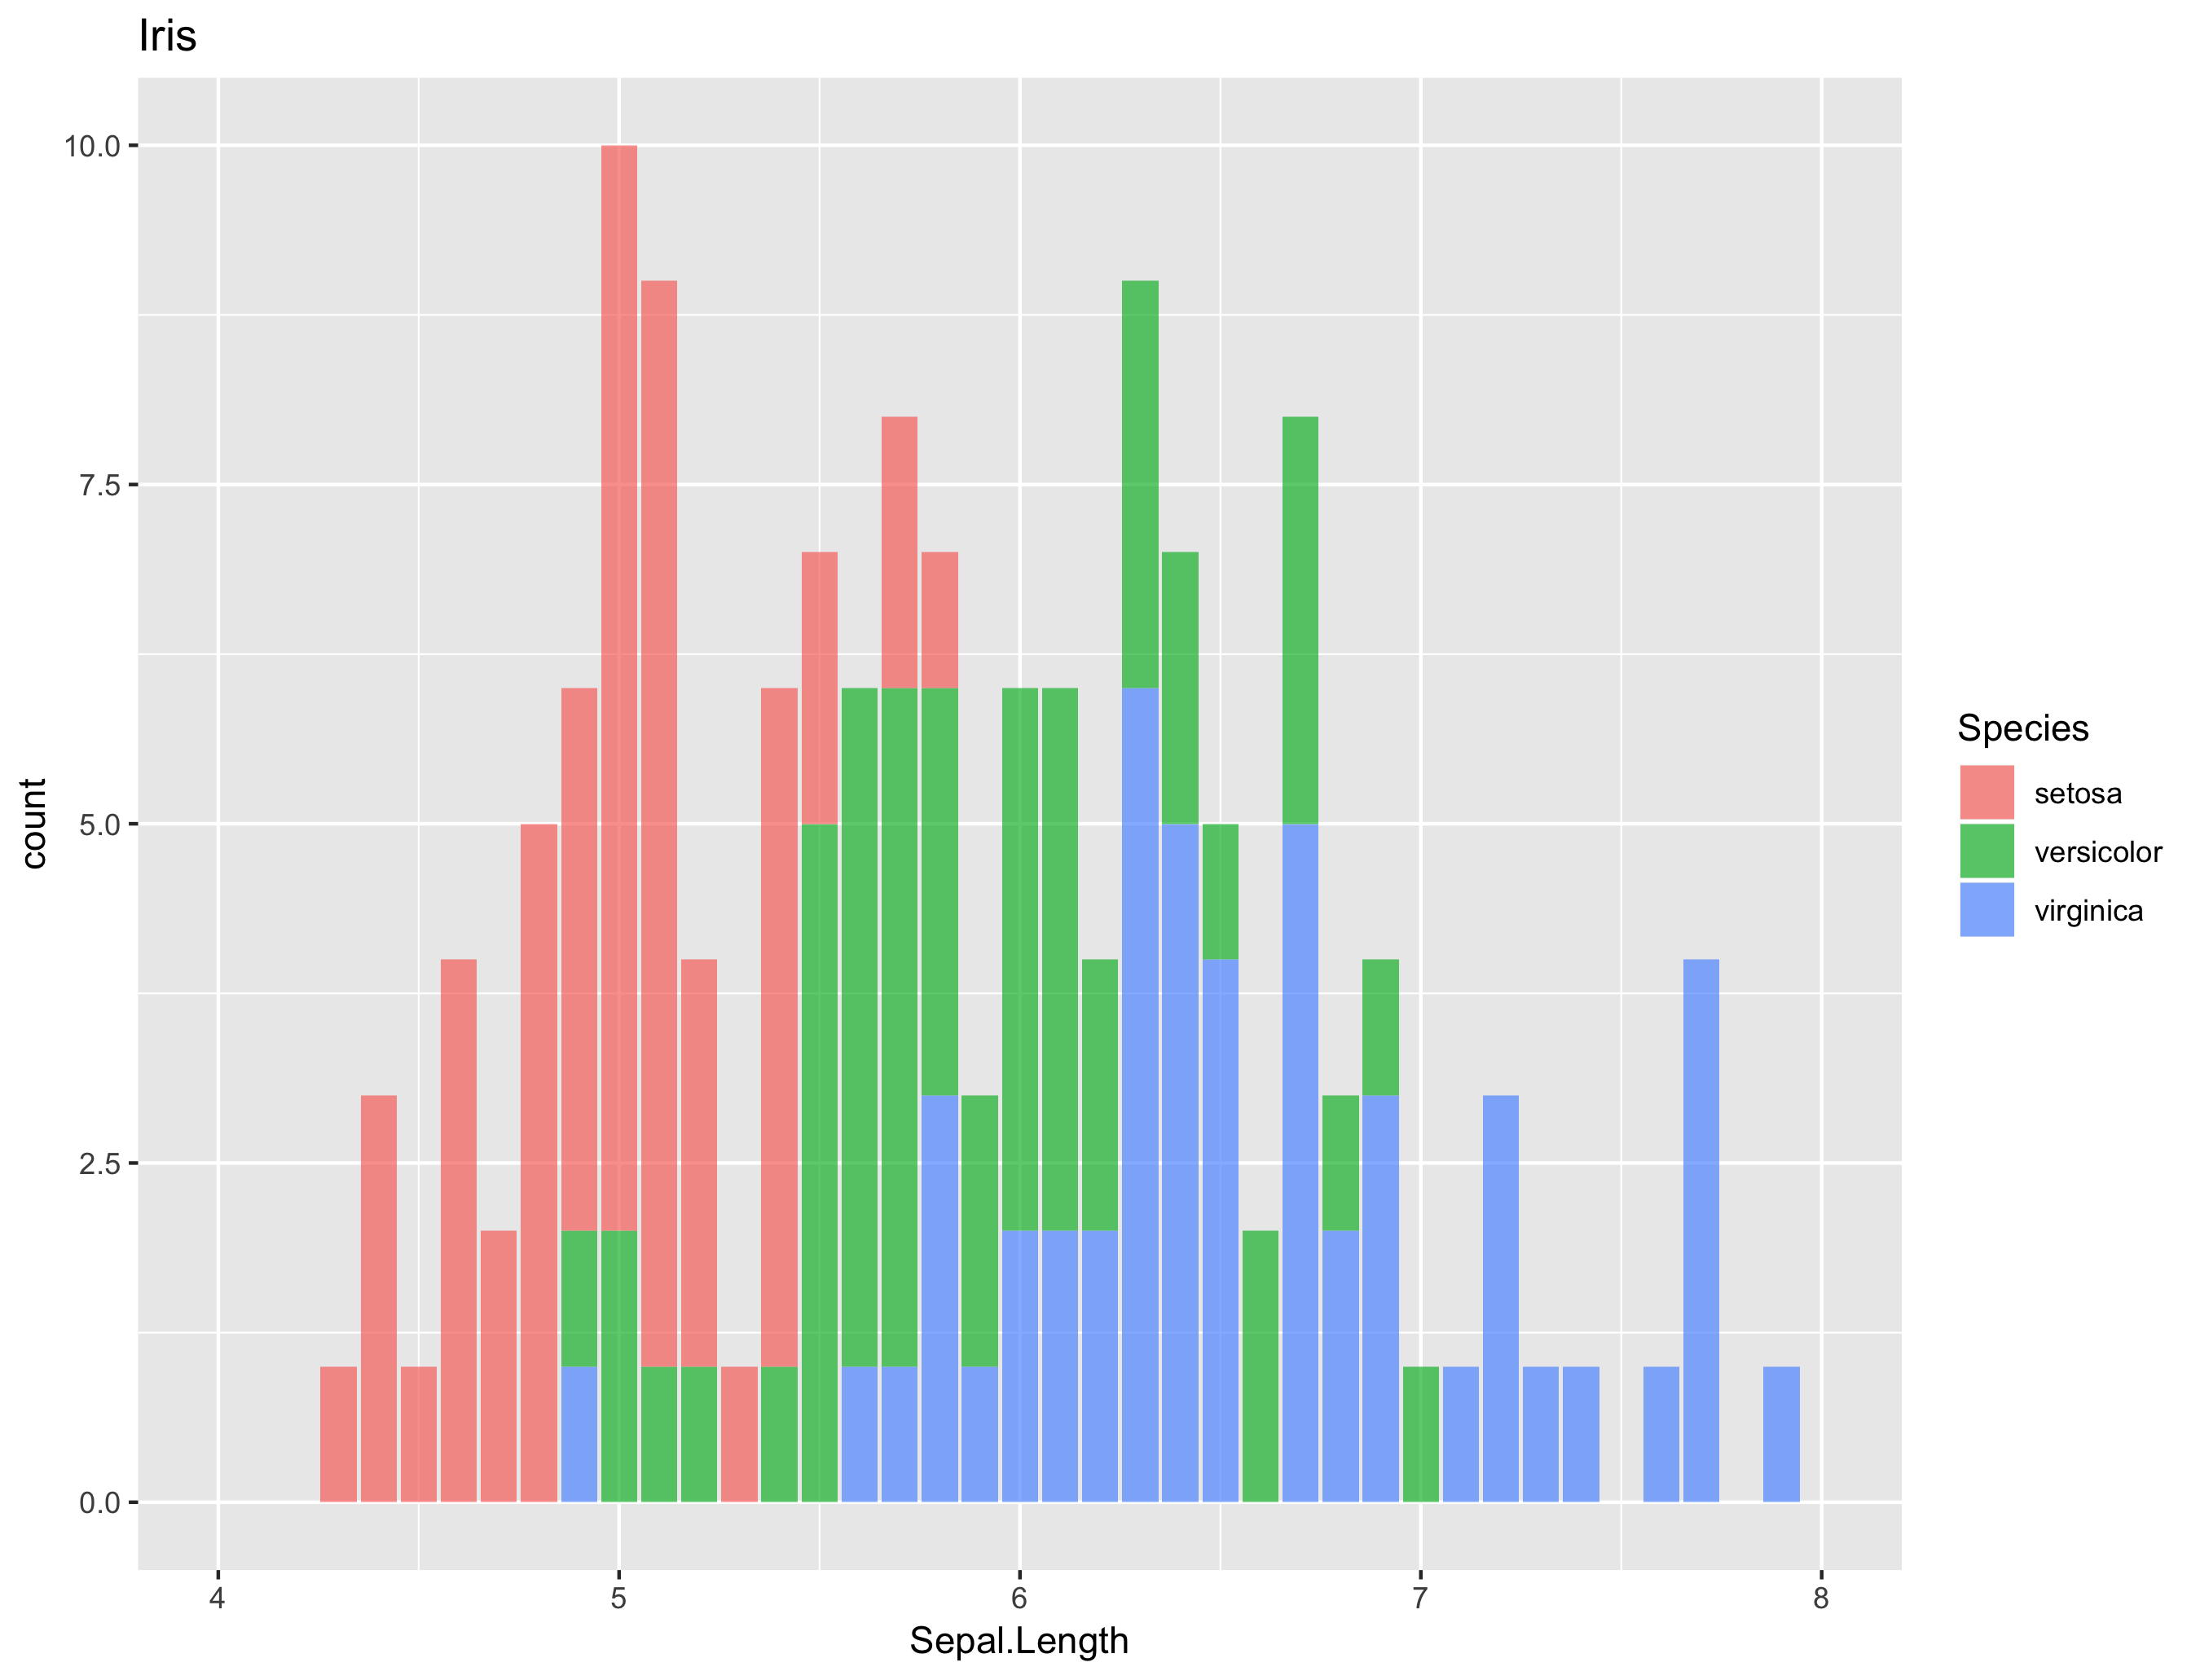 Iris
10.0
7.5
5.0
2.5
0.0
count
4 5 6 7 8
Sepal.Length
Species
setosa
versicolor
virginica